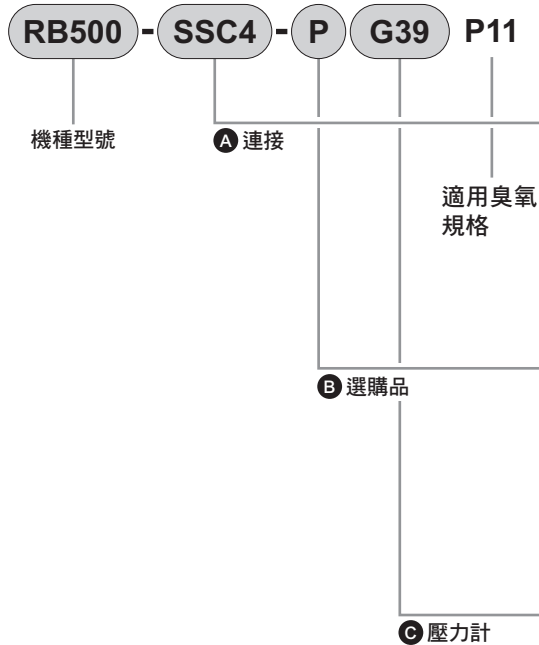 RB500-SSC4-P G39 P11
機種型號
A 連接
適用臭氧
規格
B 選購品
C 壓力計